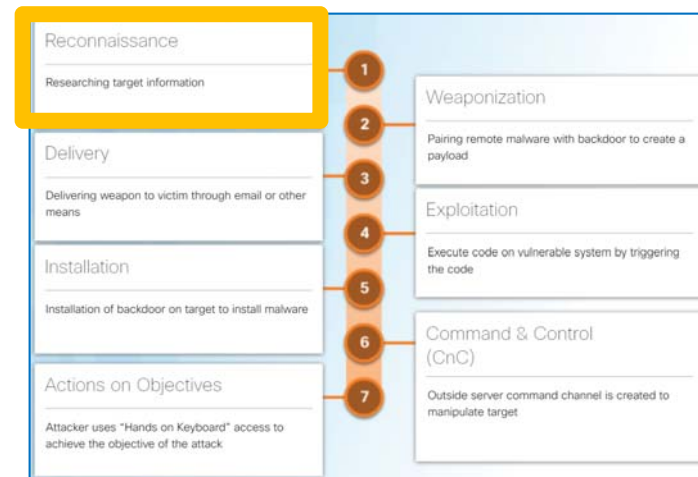 Reconnaissance
Researching target information
1
Weaponization
Pairing remote malware with backdoor to create a
payload
2
Delivery
Delivering weapon to victim through email or other
means
3
Exploitation
Execute code on vulnerable system by triggering
the code
4
Installation
Installation of backdoor on target to install malware
5
Command & Control
(CnC)
Outside server command channel is created to
manipulate target
6
Actions on Objectives
Attacker uses "Hands on Keyboard" access to
achieve the objective of the attack
7